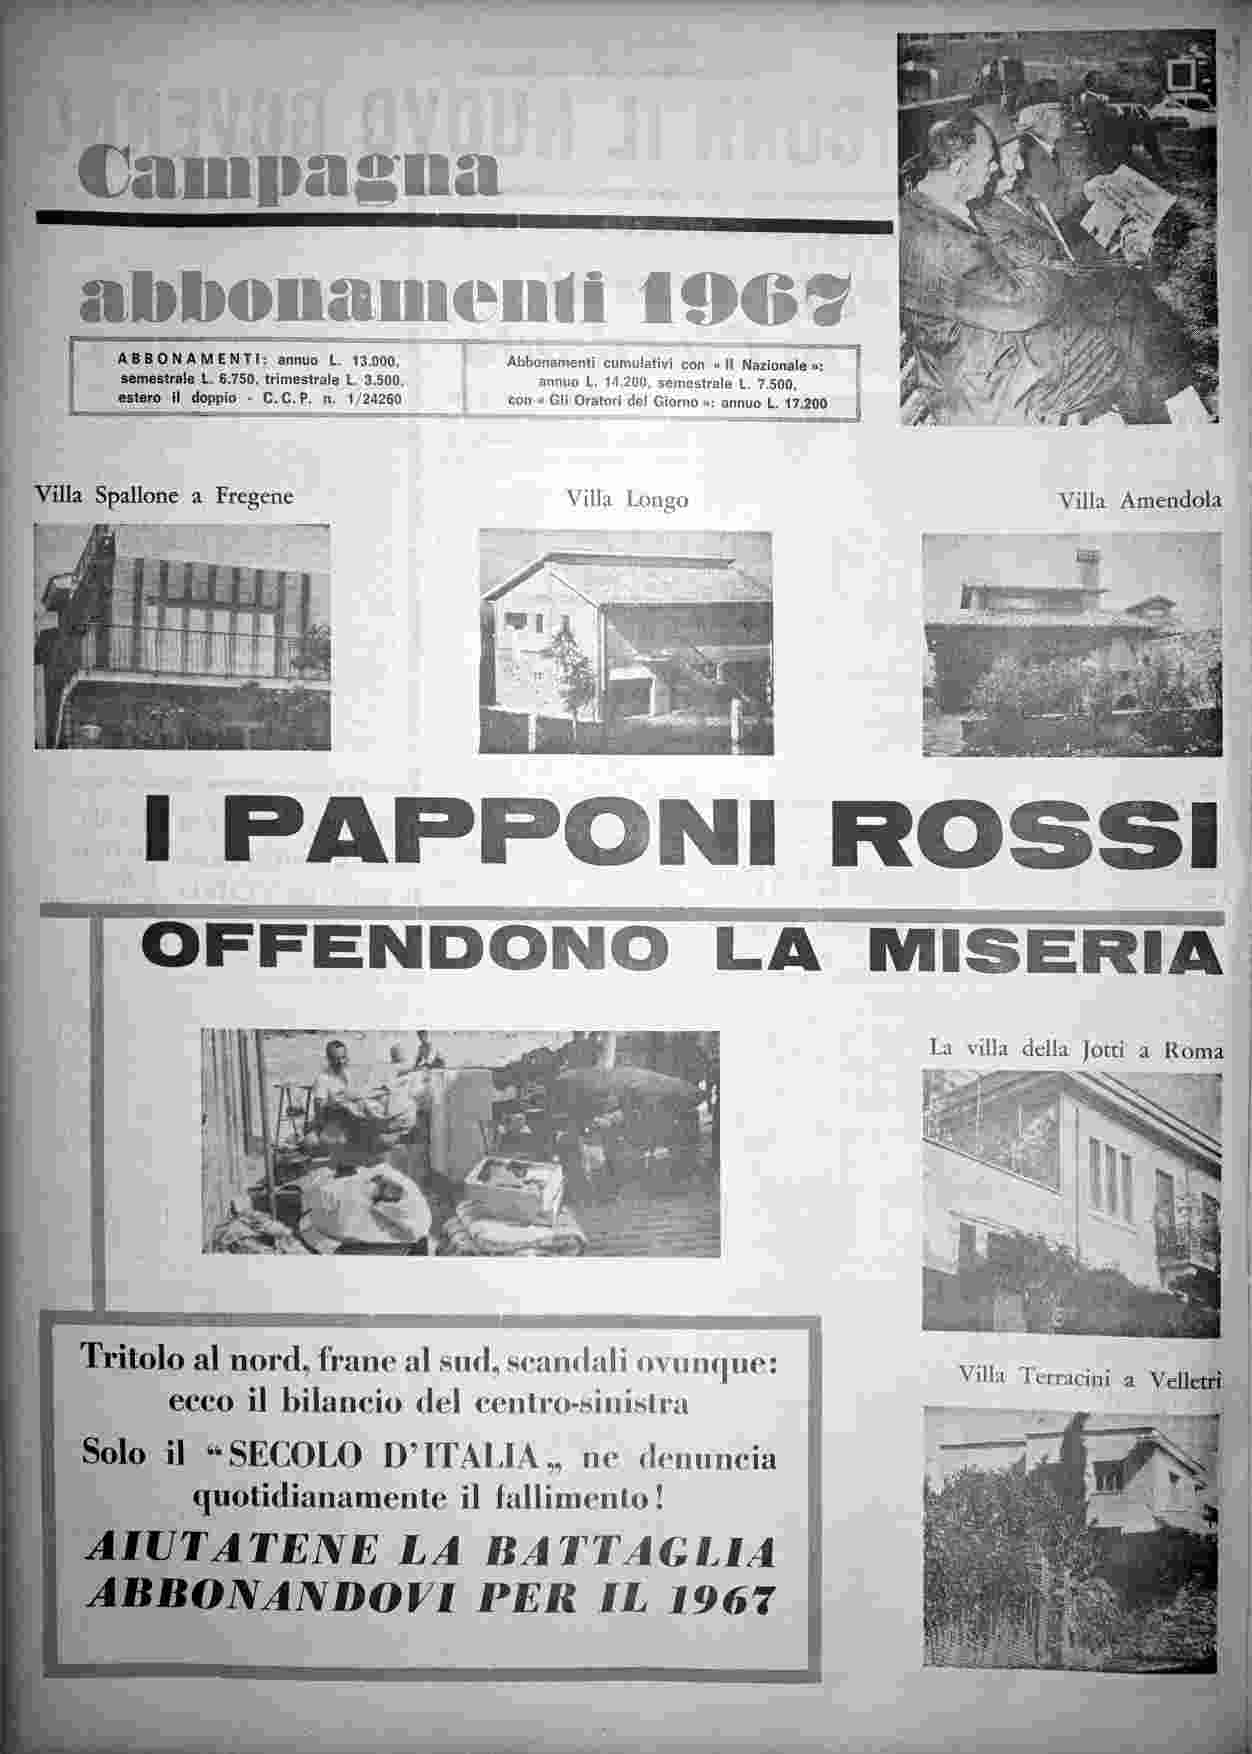 Campagna
abbonamenti 1967
ABBONAMENTI: annuo L. 13.000,
semestrale L. 6.750, trimestrale L. 3.500,
estero il doppio - C.C.P. n. 1/24260
Abbonamenti cumulativi con « Il Nazionale »:
annuo L. 14.200, semestrale L. 7.500,
con « Gli Oratori del Giorno »: annuo L. 17.200
Villa Spallone a Fregene
Villa Longo
Villa Amendola
I PAPPONI ROSSI
OFFENDONO LA MISERIA
La villa della Jotti a Roma
Villa Terracini a Velletri
Tritolo al nord, frane al sud, scandali ovunque:
ecco il bilancio del centro-sinistra
Solo il “SECOLO D'ITALIA„ ne denuncia
quotidianamente il fallimento!
AIUTATENE LA BATTAGLIA
ABBONANDOVI PER IL 1967